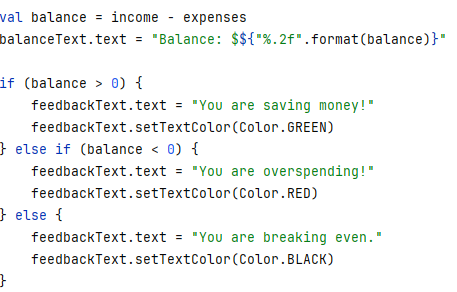 val balance = income - expenses
balanceText.text = "Balance: $${"%.2f".format(balance)}"
if (balance > 0) {
feedbackText.text = "You are saving money!"
feedbackText.setTextColor(Color.GREEN)
} else if (balance < 0) {
feedbackText.text = "You are overspending!"
feedbackText.setTextColor(Color.RED)
} else {
feedbackText.text = "You are breaking even."
feedbackText.setTextColor(Color.BLACK)
}